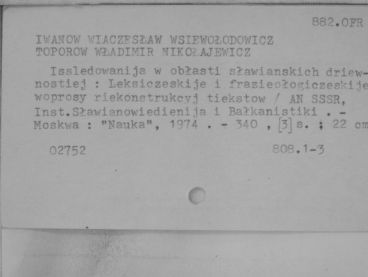 882.0FR
IWANOW WIACZESŁAW WSIEWOŁODOWICZ
TOPOROW WŁADIMIR NIKOŁAJEWICZ
Issledowanija w obłasti sławianskich driew-
nostiej : Leksiczeskije i frazieołogiczeskije
woprosy riekonstrukcyj tiekstow / AN SSSR,
Inst.Sławianowiedienija i Bałkanistiki . -
Moskwa : "Nauka", 1974 . - 340 , [3] s. ; 22 cm
02752 808.1-3